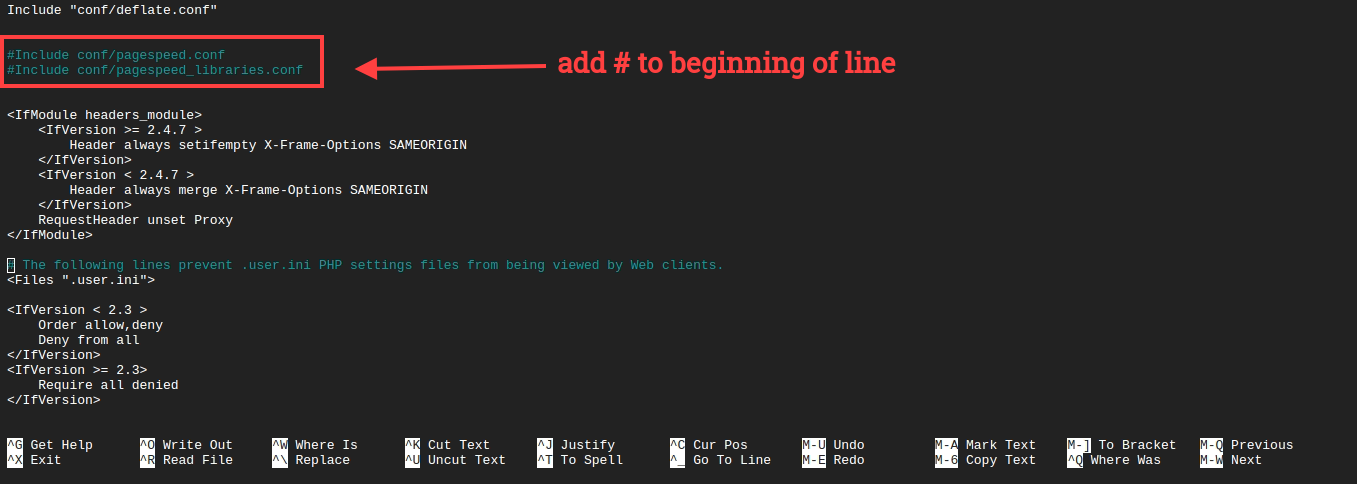 Include "conf/deflate.conf"
#Include conf/pagespeed.conf
#Include conf/pagespeed_libraries.conf
add # to beginning of line
<IfModule headers_module>
    <IfVersion >= 2.4.7 >
        Header always setifempty X-Frame-Options SAMEORIGIN
    </IfVersion>
    <IfVersion < 2.4.7 >
        Header always merge X-Frame-Options SAMEORIGIN
    </IfVersion>
    RequestHeader unset Proxy
</IfModule>
# The following lines prevent .user.ini PHP settings files from being viewed by Web clients.
<Files ".user.ini">
<IfVersion < 2.3 >
    Order allow,deny
    Deny from all
</IfVersion>
<IfVersion >= 2.3>
    Require all denied
</IfVersion>
^G Get Help ^O Write Out ^W Where Is ^K Cut Text ^J Justify ^C Cur Pos M-U Undo M-A Mark Text M-] To Bracket M-Q Previous
^X Exit ^R Read File ^\ Replace ^U Uncut Text ^T To Spell ^_ Go To Line M-E Redo M-6 Copy Text ^Q Where Was M-W Next